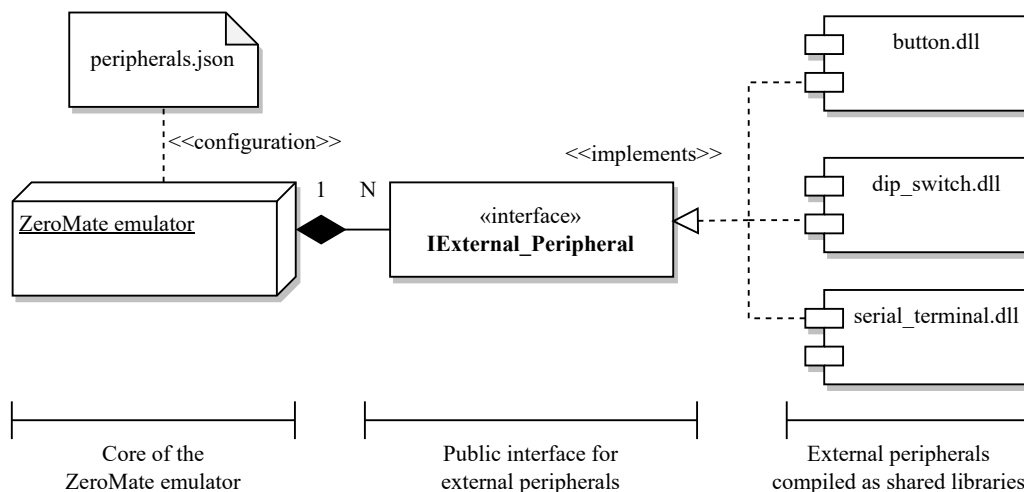 peripherals.json
<<configuration>>
ZeroMate emulator
1
N
«interface»
IExternal_Peripheral
<<implements>>
button.dll
dip_switch.dll
serial_terminal.dll
Core of the
ZeroMate emulator
Public interface for
external peripherals
External peripherals
compiled as shared libraries